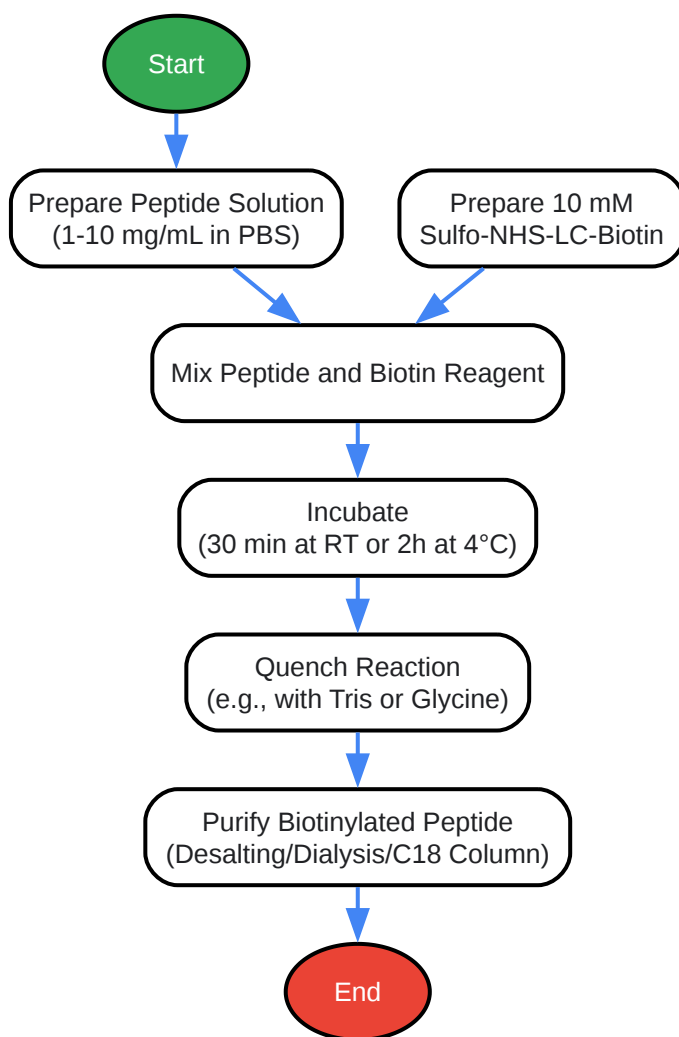 Start
Prepare Peptide Solution
(1-10 mg/mL in PBS)
Prepare 10 mM
Sulfo-NHS-LC-Biotin
Mix Peptide and Biotin Reagent
Incubate
(30 min at RT or 2h at 4°C)
Quench Reaction
(e.g., with Tris or Glycine)
Purify Biotinylated Peptide
(Desalting/Dialysis/C18 Column)
End